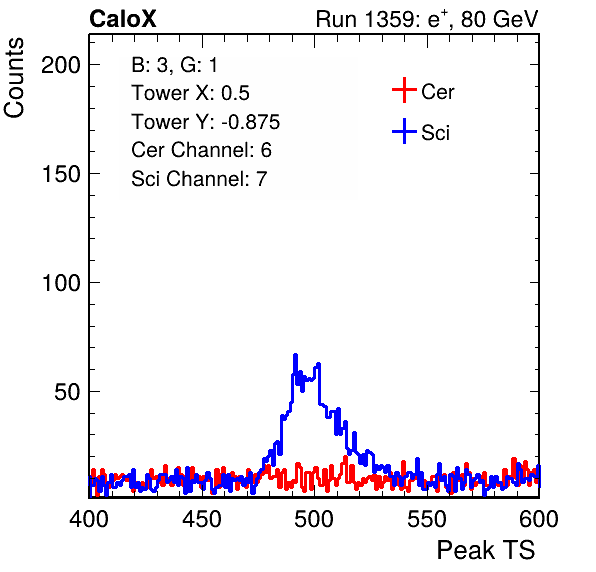 CaloX Run 1359: e⁺, 80 GeV
Counts
200
150
100
50
B: 3, G: 1
Tower X: 0.5
Tower Y: -0.875
Cer Channel: 6
Sci Channel: 7
Cer
Sci
400 450 500 550 600
Peak TS